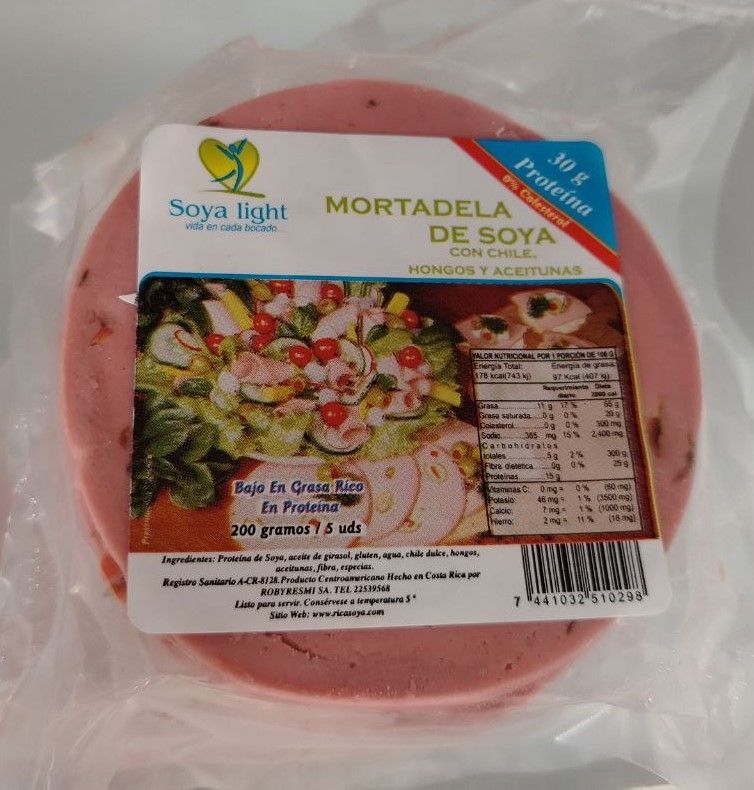 Soya light
vida en cada bocado...
30 g
Proteína
0% Colesterol
MORTADELA
DE SOYA
CON CHILE,
HONGOS Y ACEITUNAS
VALOR NUTRICIONAL POR 1 PORCIÓN DE 100 G
Energía Total: Energía de grasa:
178 kcal(743 kj) 97 Kcal (407 kj)
Requerimiento Dieta
diario 2000 cal
Grasa 11 g 17 % 65 g
Grasa saturada 0 g 0 % 20 g
Colesterol 0 g 0 % 300 mg
Sodio 365 mg 15 % 2,400 mg
Carbohidratos
totales 5 g 2 % 300 g
Fibra dietética 0g 0 % 25 g
Proteínas 15 g
Vitaminas C: 0 mg = 0 % (60 mg)
Potasio: 46 mg = 1 % (3500 mg)
Calcio: 7 mg = 1 % (1000 mg)
Hierro: 2 mg = 11 % (18 mg)
Bajo En Grasa Rico
En Proteína
200 gramos / 5 uds
Ingredientes: Proteína de Soya, aceite de girasol, gluten, agua, chile dulce, hongos,
aceitunas, fibra, especias.
Registro Sanitario A-CR-8128. Producto Centroamericano Hecho en Costa Rica por
ROBYRESMI SA. TEL 22539568
Listo para servir. Consérvese a temperatura 5°
Sitio Web: www.ricasoya.com
7 441032 510298